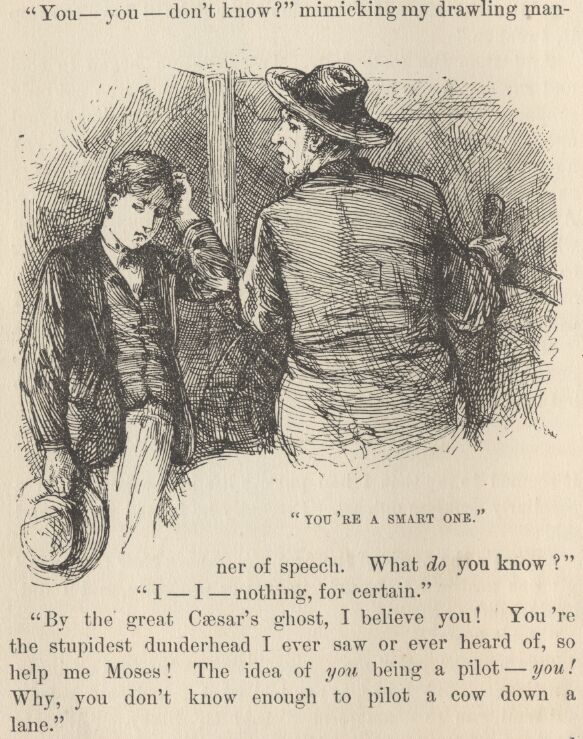 “You— you —don't know?” mimicking my drawling man-
“ YOU 'RE A SMART ONE.”
ner of speech. What do you know?”
“ I — I — nothing, for certain.”
“By the great Cæsar's ghost, I believe you! You 're
the stupidest dunderhead I ever saw or ever heard of, so
help me Moses! The idea of you being a pilot — you!
Why, you don't know enough to pilot a cow down a
lane.”